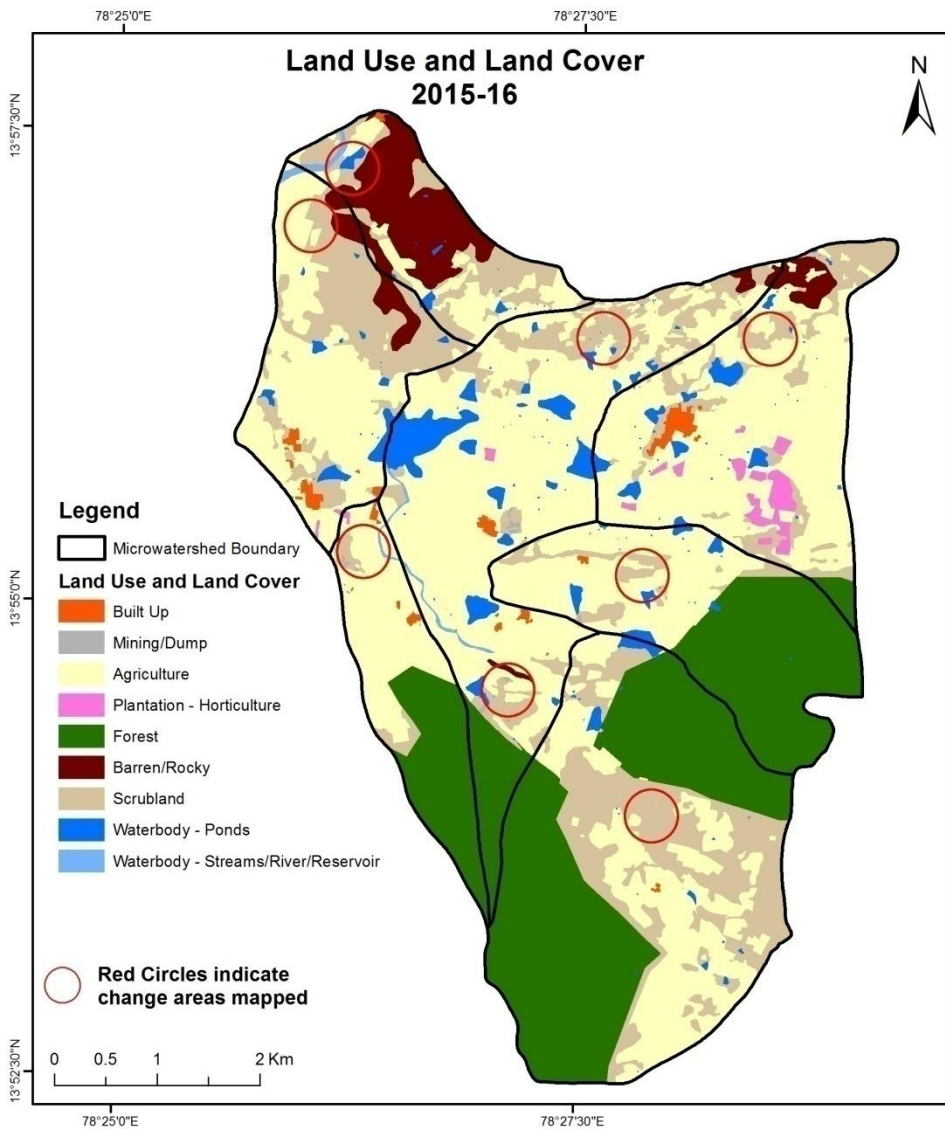 78°25'0"E
78°27'30"E
Land Use and Land Cover
2015-16
N
13°57'30"N
13°55'0"N
13°52'30"N
Legend
Microwatershed Boundary
Land Use and Land Cover
Built Up
Mining/Dump
Agriculture
Plantation - Horticulture
Forest
Barren/Rocky
Scrubland
Waterbody - Ponds
Waterbody - Streams/River/Reservoir
Red Circles indicate
change areas mapped
0 0.5 1 2 Km
78°25'0"E
78°27'30"E